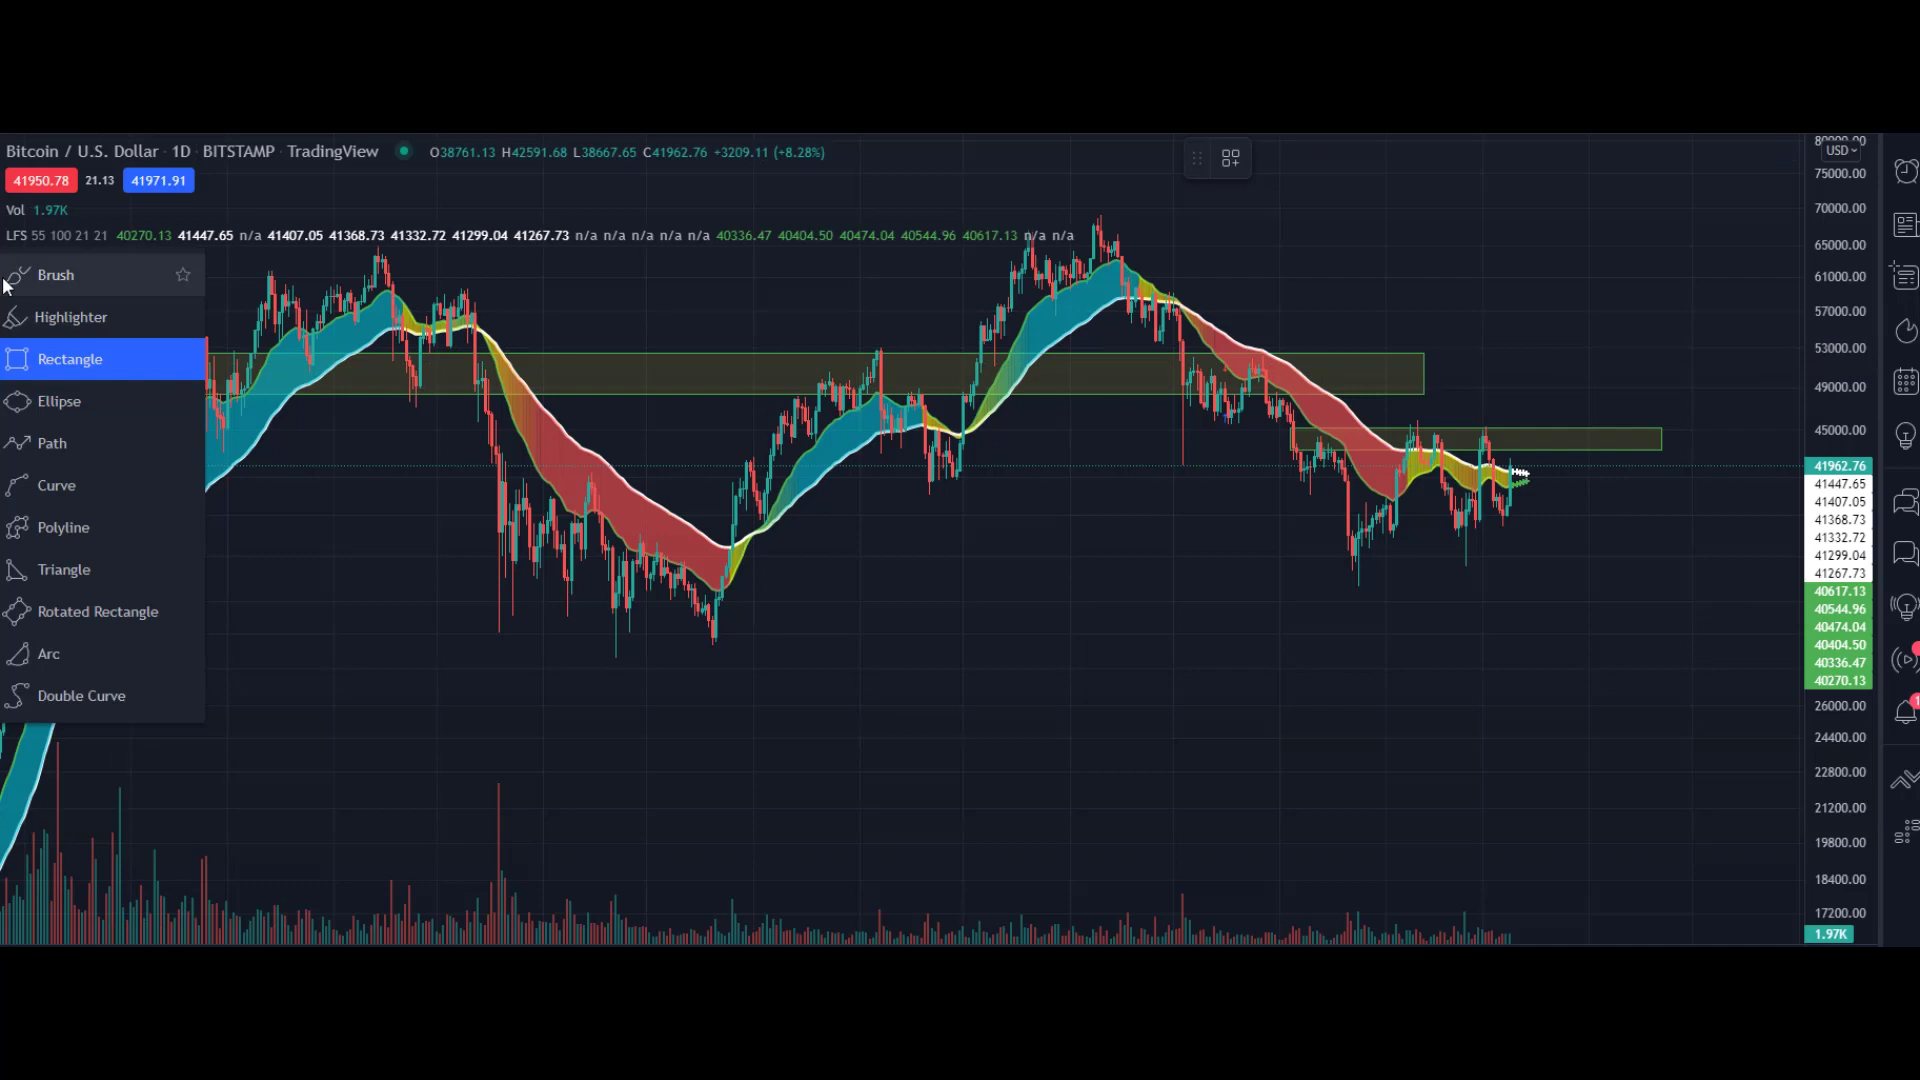 Bitcoin / U.S. Dollar · 1D · BITSTAMP · TradingView O38761.13 H42591.68 L38667.65 C41962.76 +3209.11 (+8.28%)
41950.78 21.13 41971.91
Vol 1.97K
LFS 55 100 21 21 40270.13 41447.65 n/a 41407.05 41368.73 41332.72 41299.04 41267.73 n/a n/a n/a n/a n/a 40336.47 40404.50 40474.04 40544.96 40617.13 n/a n/a
Brush
Highlighter
Rectangle
Ellipse
Path
Curve
Polyline
Triangle
Rotated Rectangle
Arc
Double Curve
80000.00
USD
75000.00
70000.00
65000.00
61000.00
57000.00
53000.00
49000.00
45000.00
41962.76
41447.65
41407.05
41368.73
41332.72
41299.04
41267.73
40617.13
40544.96
40474.04
40404.50
40336.47
40270.13
26000.00
24400.00
22800.00
21200.00
19800.00
18400.00
17200.00
1.97K